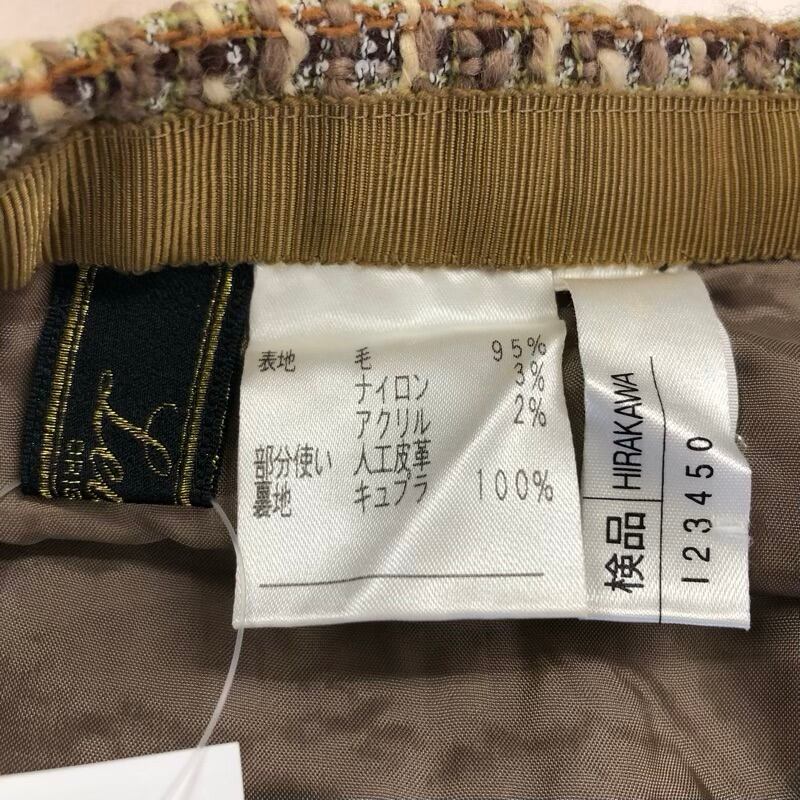 表地 毛 95%
ナイロン 3%
アクリル 2%
部分使い 人工皮革
裏地 キュプラ 100%
検品 HIRAKAWA
123450